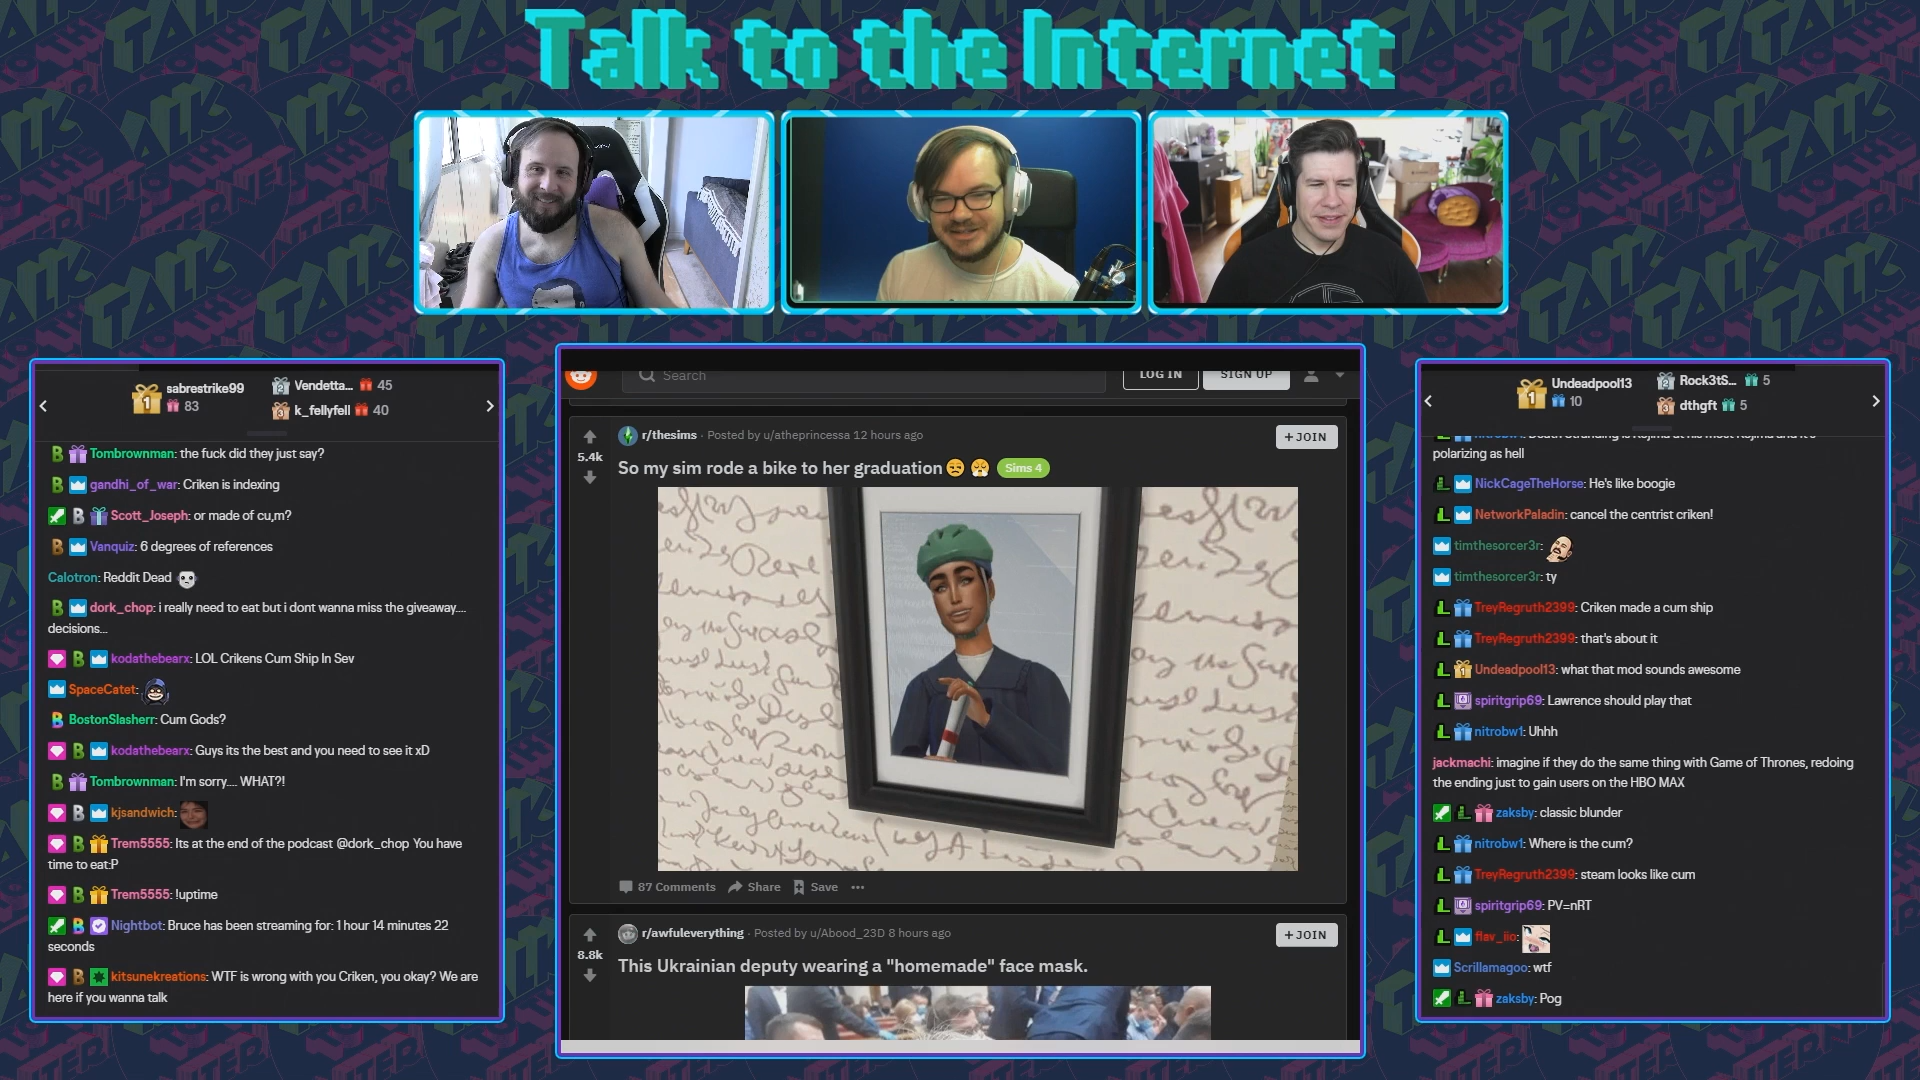 Talk to the Internet
sabrestrike99
83
Vendetta... 45
k_fellyfell 40
Tombrownman: the fuck did they just say?
gandhi_of_war: Criken is indexing
Scott_Joseph: or made of cu,m?
Vanquiz: 6 degrees of references
Calotron: Reddit Dead
dork_chop: i really need to eat but i dont wanna miss the giveaway....
decisions...
kodathebearx: LOL Crikens Cum Ship In Sev
SpaceCatet:
BostonSlasherr: Cum Gods?
kodathebearx: Guys its the best and you need to see it xD
Tombrownman: I'm sorry.... WHAT?!
kjsandwich:
Trem5555: Its at the end of the podcast @dork_chop You have
time to eat:P
Trem5555: !uptime
Nightbot: Bruce has been streaming for: 1 hour 14 minutes 22
seconds
kitsunekreations: WTF is wrong with you Criken, you okay? We are
here if you wanna talk
Search
LOG IN
SIGN UP
r/thesims · Posted by u/atheprincessa 12 hours ago
+ JOIN
5.4k
So my sim rode a bike to her graduation 😒 😤 Sims 4
87 Comments Share Save ...
r/awfuleverything · Posted by u/Abood_23D 8 hours ago
+ JOIN
8.8k
This Ukrainian deputy wearing a "homemade" face mask.
Undeadpool13
10
Rock3tS... 5
dthgft 5
nitrobw1: Death Stranding is Kojima at his most Kojima and it's
polarizing as hell
NickCageTheHorse: He's like boogie
NetworkPaladin: cancel the centrist criken!
timthesorcer3r:
timthesorcer3r: ty
TreyRegruth2399: Criken made a cum ship
TreyRegruth2399: that's about it
Undeadpool13: what that mod sounds awesome
spiritgrip69: Lawrence should play that
nitrobw1: Uhhh
jackmachi: imagine if they do the same thing with Game of Thrones, redoing
the ending just to gain users on the HBO MAX
zaksby: classic blunder
nitrobw1: Where is the cum?
TreyRegruth2399: steam looks like cum
spiritgrip69: PV=nRT
flav_iio:
Scrillamagoo: wtf
zaksby: Pog